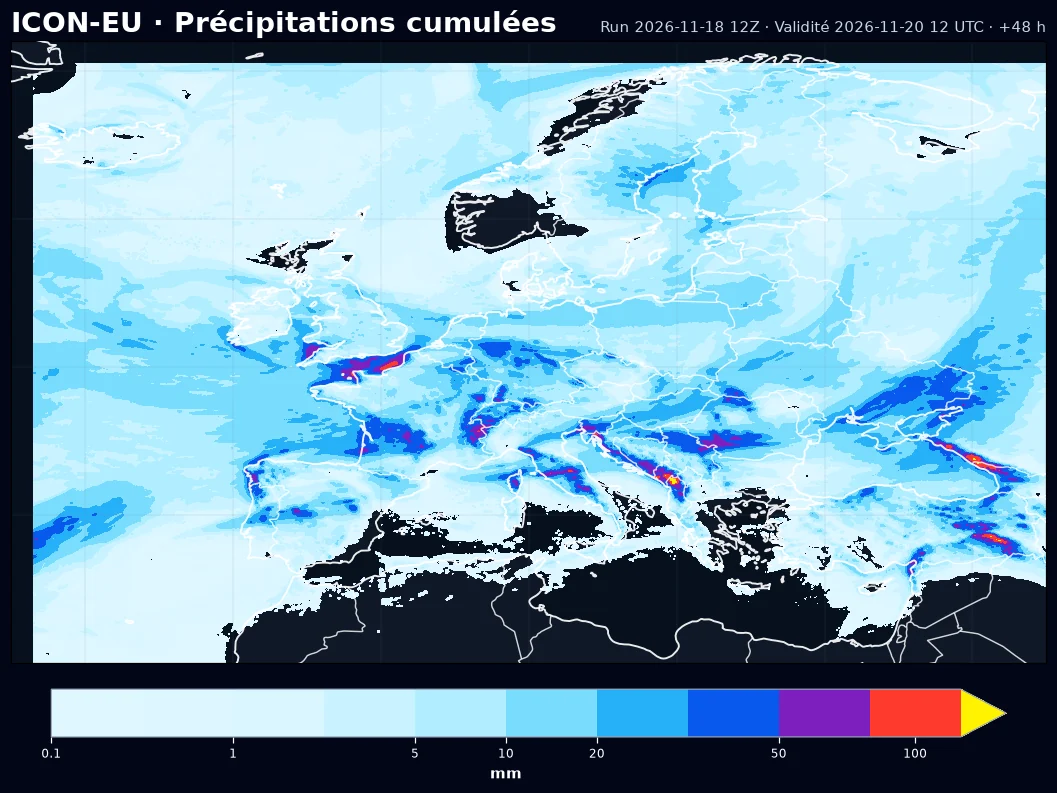 ICON-EU · Précipitations cumulées
Run 2026-11-18 12Z · Validité 2026-11-20 12 UTC · +48 h
0.1 1 5 10 20 50 100
mm